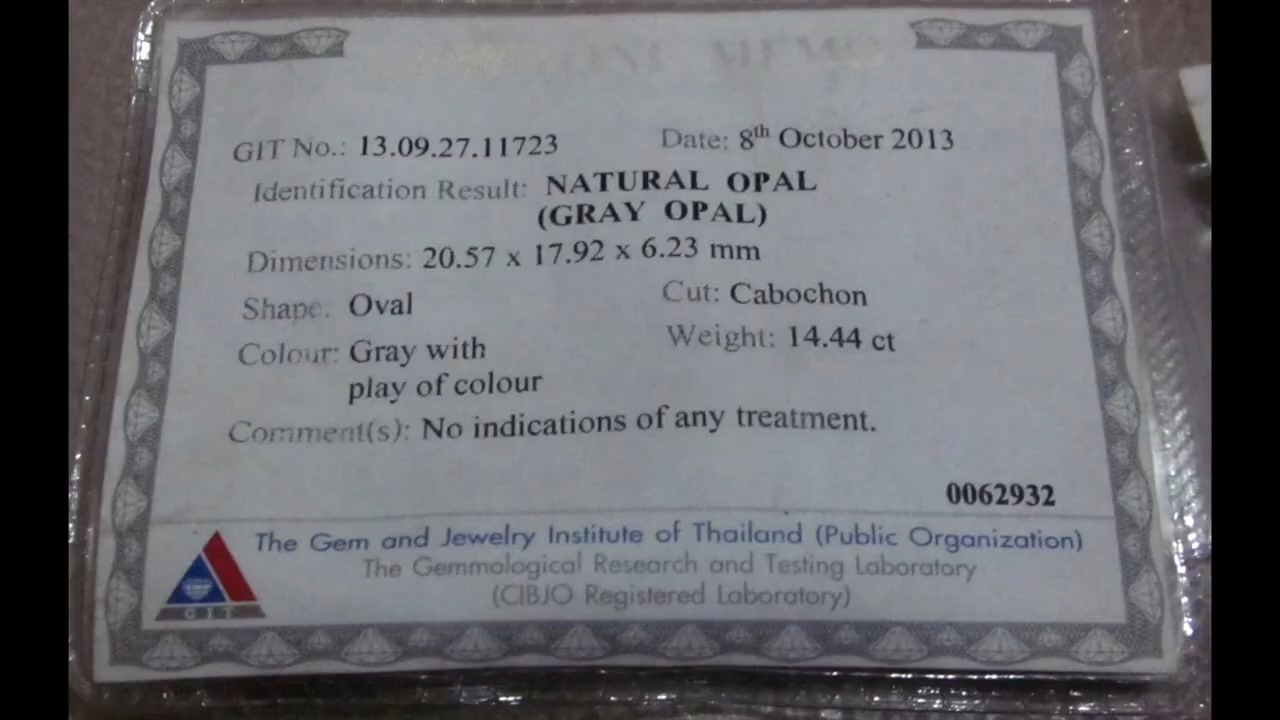 MEMO
GIT No.: 13.09.27.11723 Date: 8th October 2013
Identification Result: NATURAL OPAL
(GRAY OPAL)
Dimensions: 20.57 x 17.92 x 6.23 mm
Shape: Oval Cut: Cabochon
Colour: Gray with Weight: 14.44 ct
play of colour
Comment(s): No indications of any treatment.
0062932
The Gem and Jewelry Institute of Thailand (Public Organization)
The Gemmological Research and Testing Laboratory
(CIBJO Registered Laboratory)
GIT